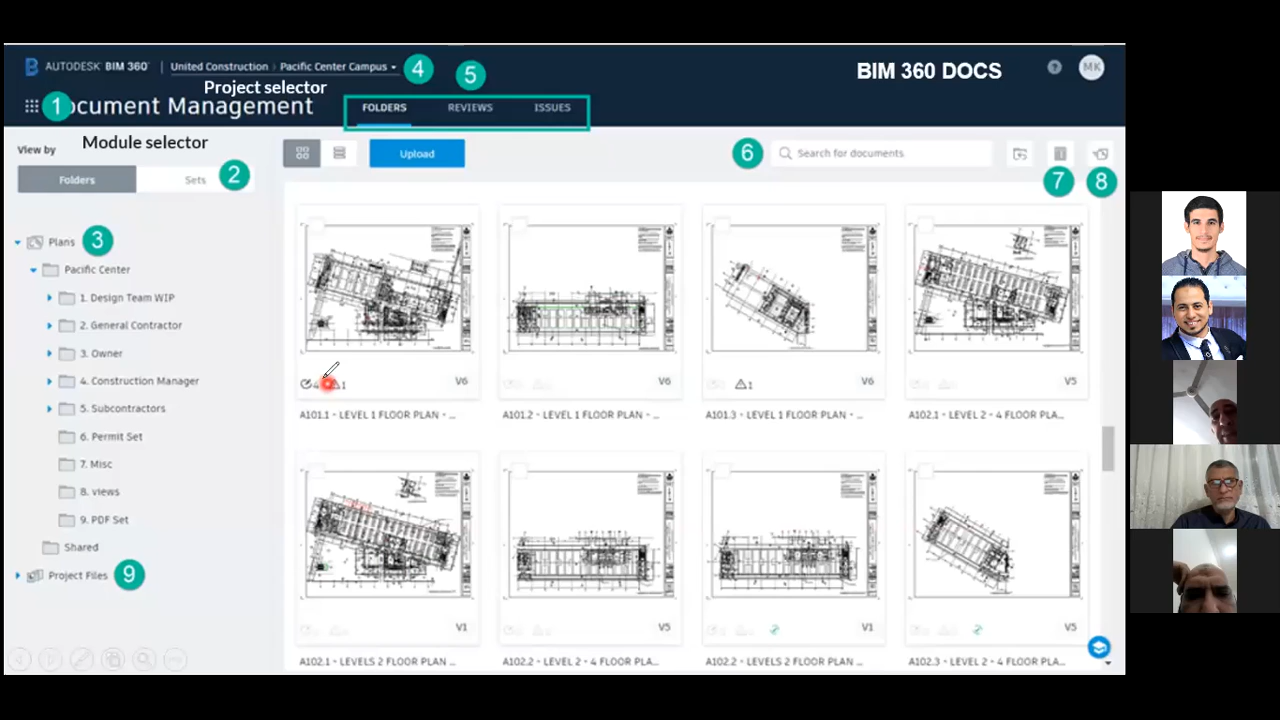 AUTODESK® BIM 360® United Construction › Pacific Center Campus 4
5
BIM 360 DOCS
MK
Project selector
1 ocument Management
FOLDERS REVIEWS ISSUES
Module selector
View by
Folders Sets 2
Upload
6 Search for documents
7 8
Plans 3
Pacific Center
1. Design Team WIP
2. General Contractor
3. Owner
4. Construction Manager
5. Subcontractors
6. Permit Set
7. Misc
8. views
9. PDF Set
Shared
Project Files 9
4 1 V6
A101.1 - LEVEL 1 FLOOR PLAN - ...
V6
A101.2 - LEVEL 1 FLOOR PLAN - ...
1 V6
A101.3 - LEVEL 1 FLOOR PLAN - ...
V5
A102.1 - LEVEL 2 - 4 FLOOR PLA...
V1
A102.1 - LEVELS 2 FLOOR PLAN ...
V5
A102.2 - LEVEL 2 - 4 FLOOR PLA...
V1
A102.2 - LEVELS 2 FLOOR PLAN ...
V5
A102.3 - LEVEL 2 - 4 FLOOR PLA...